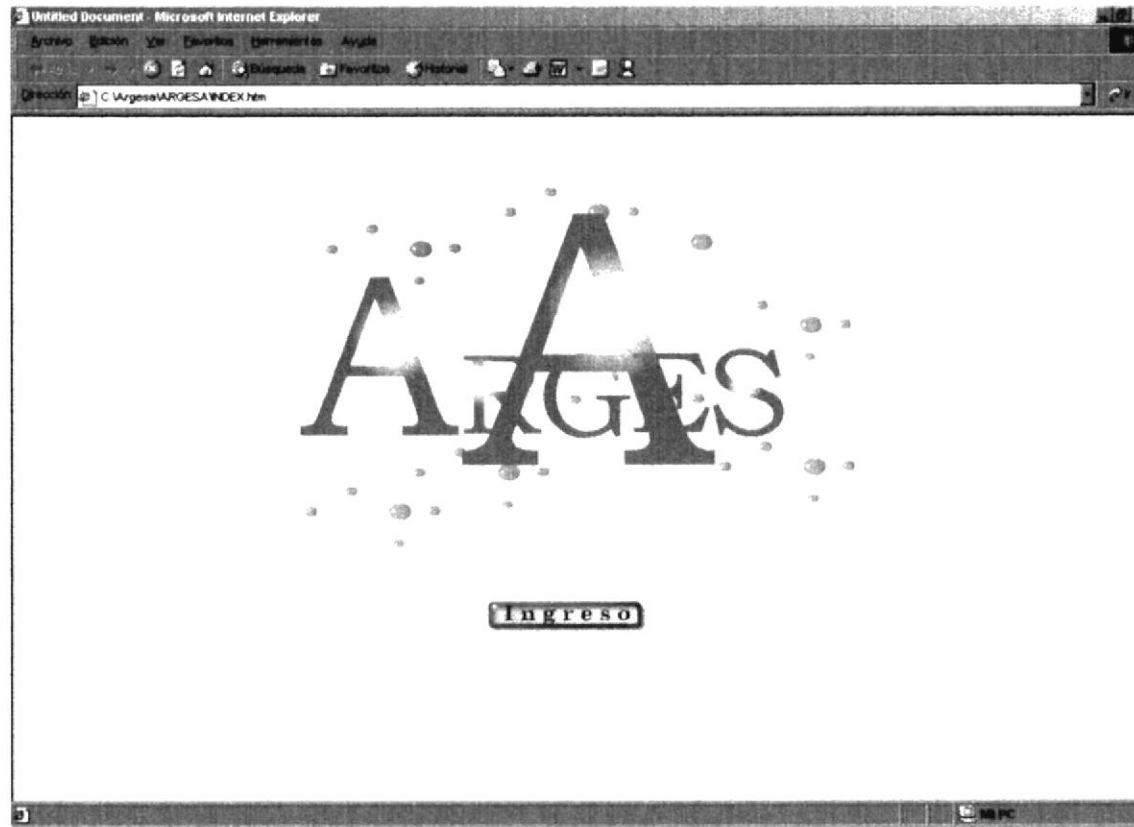 Untitled Document - Microsoft Internet Explorer
Archivo Edición Ver Favoritos Herramientas Ayuda
Búsqueda Favoritos Historial
Dirección C:\Argesa\ARGESA\INDEX.htm Ir
ARGES
A
Ingreso
Mi PC